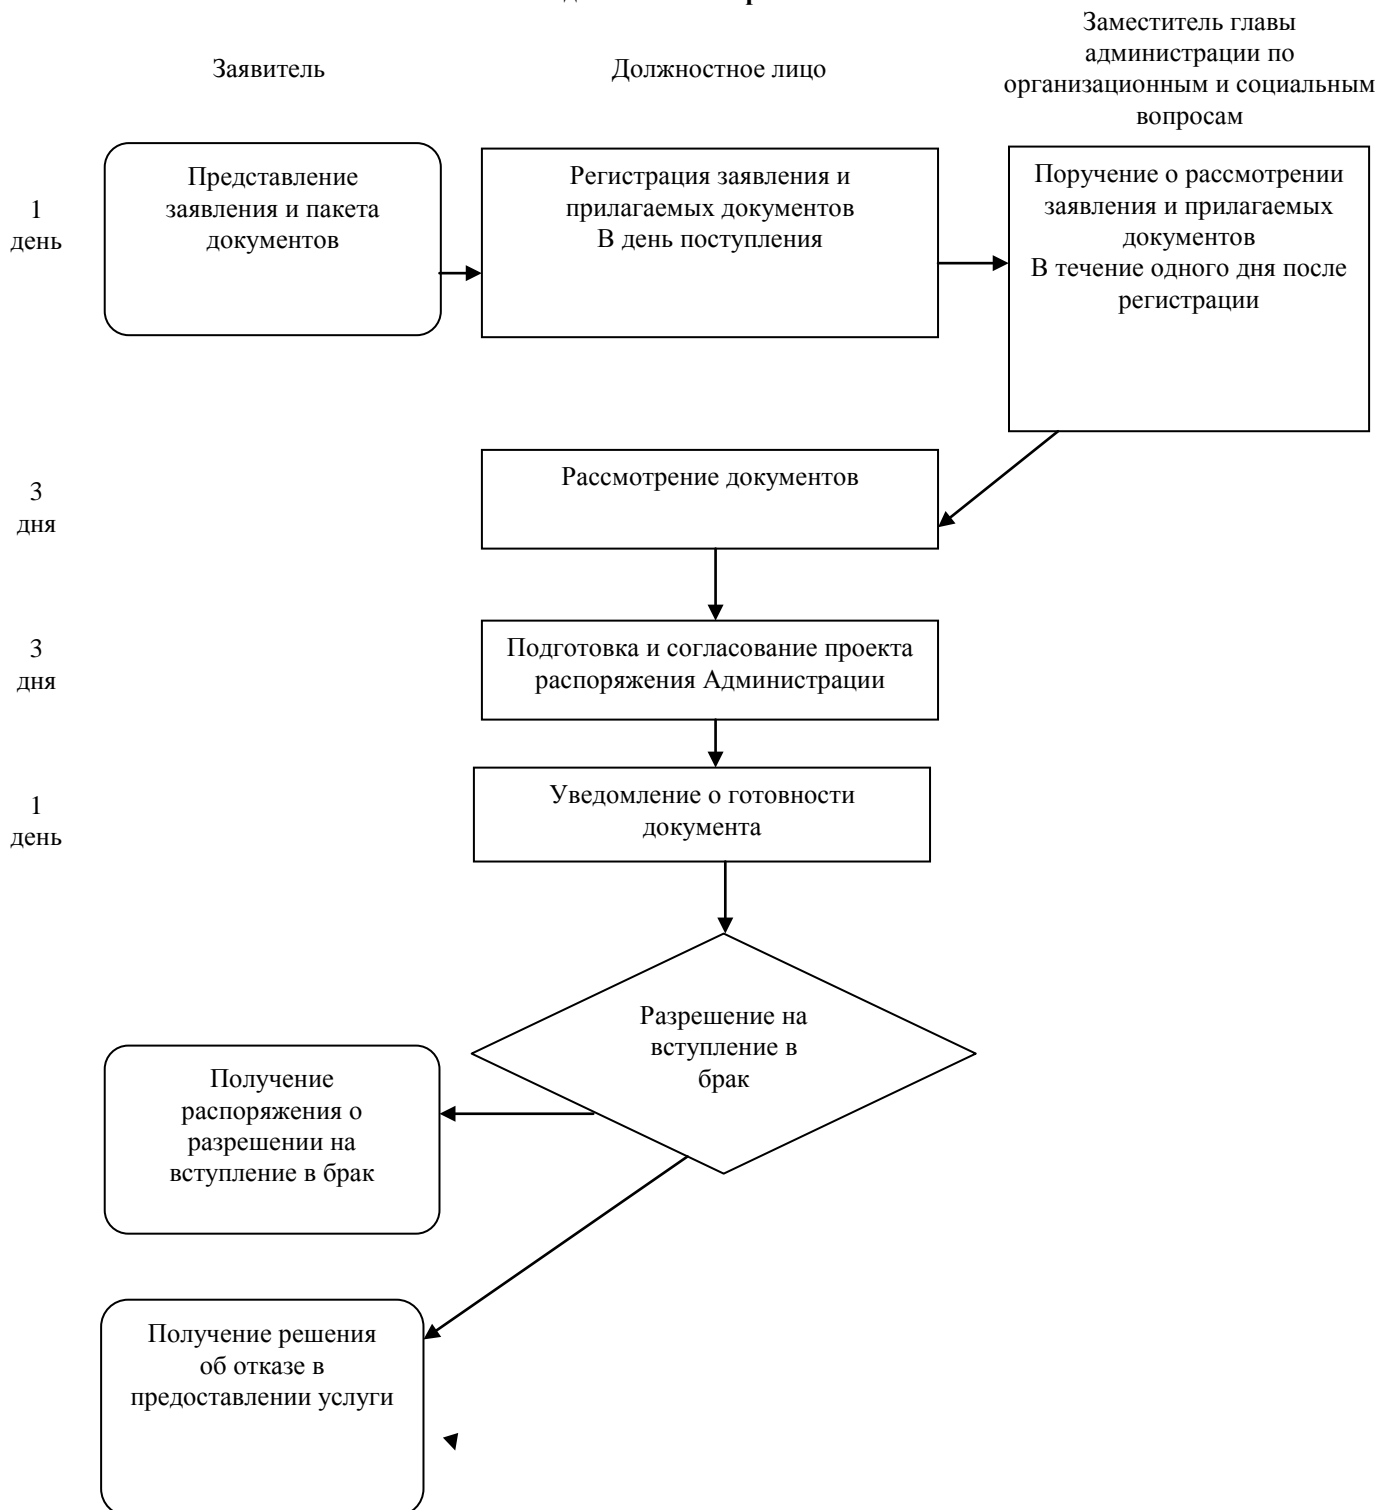 Заявитель
Должностное лицо
Заместитель главы
администрации по
организационным и социальным
вопросам
1
день
Представление
заявления и пакета
документов
Регистрация заявления и
прилагаемых документов
В день поступления
Поручение о рассмотрении
заявления и прилагаемых
документов
В течение одного дня после
регистрации
3
дня
Рассмотрение документов
3
дня
Подготовка и согласование проекта
распоряжения Администрации
1
день
Уведомление о готовности
документа
Разрешение на
вступление в
брак
Получение
распоряжения о
разрешении на
вступление в брак
Получение решения
об отказе в
предоставлении услуги